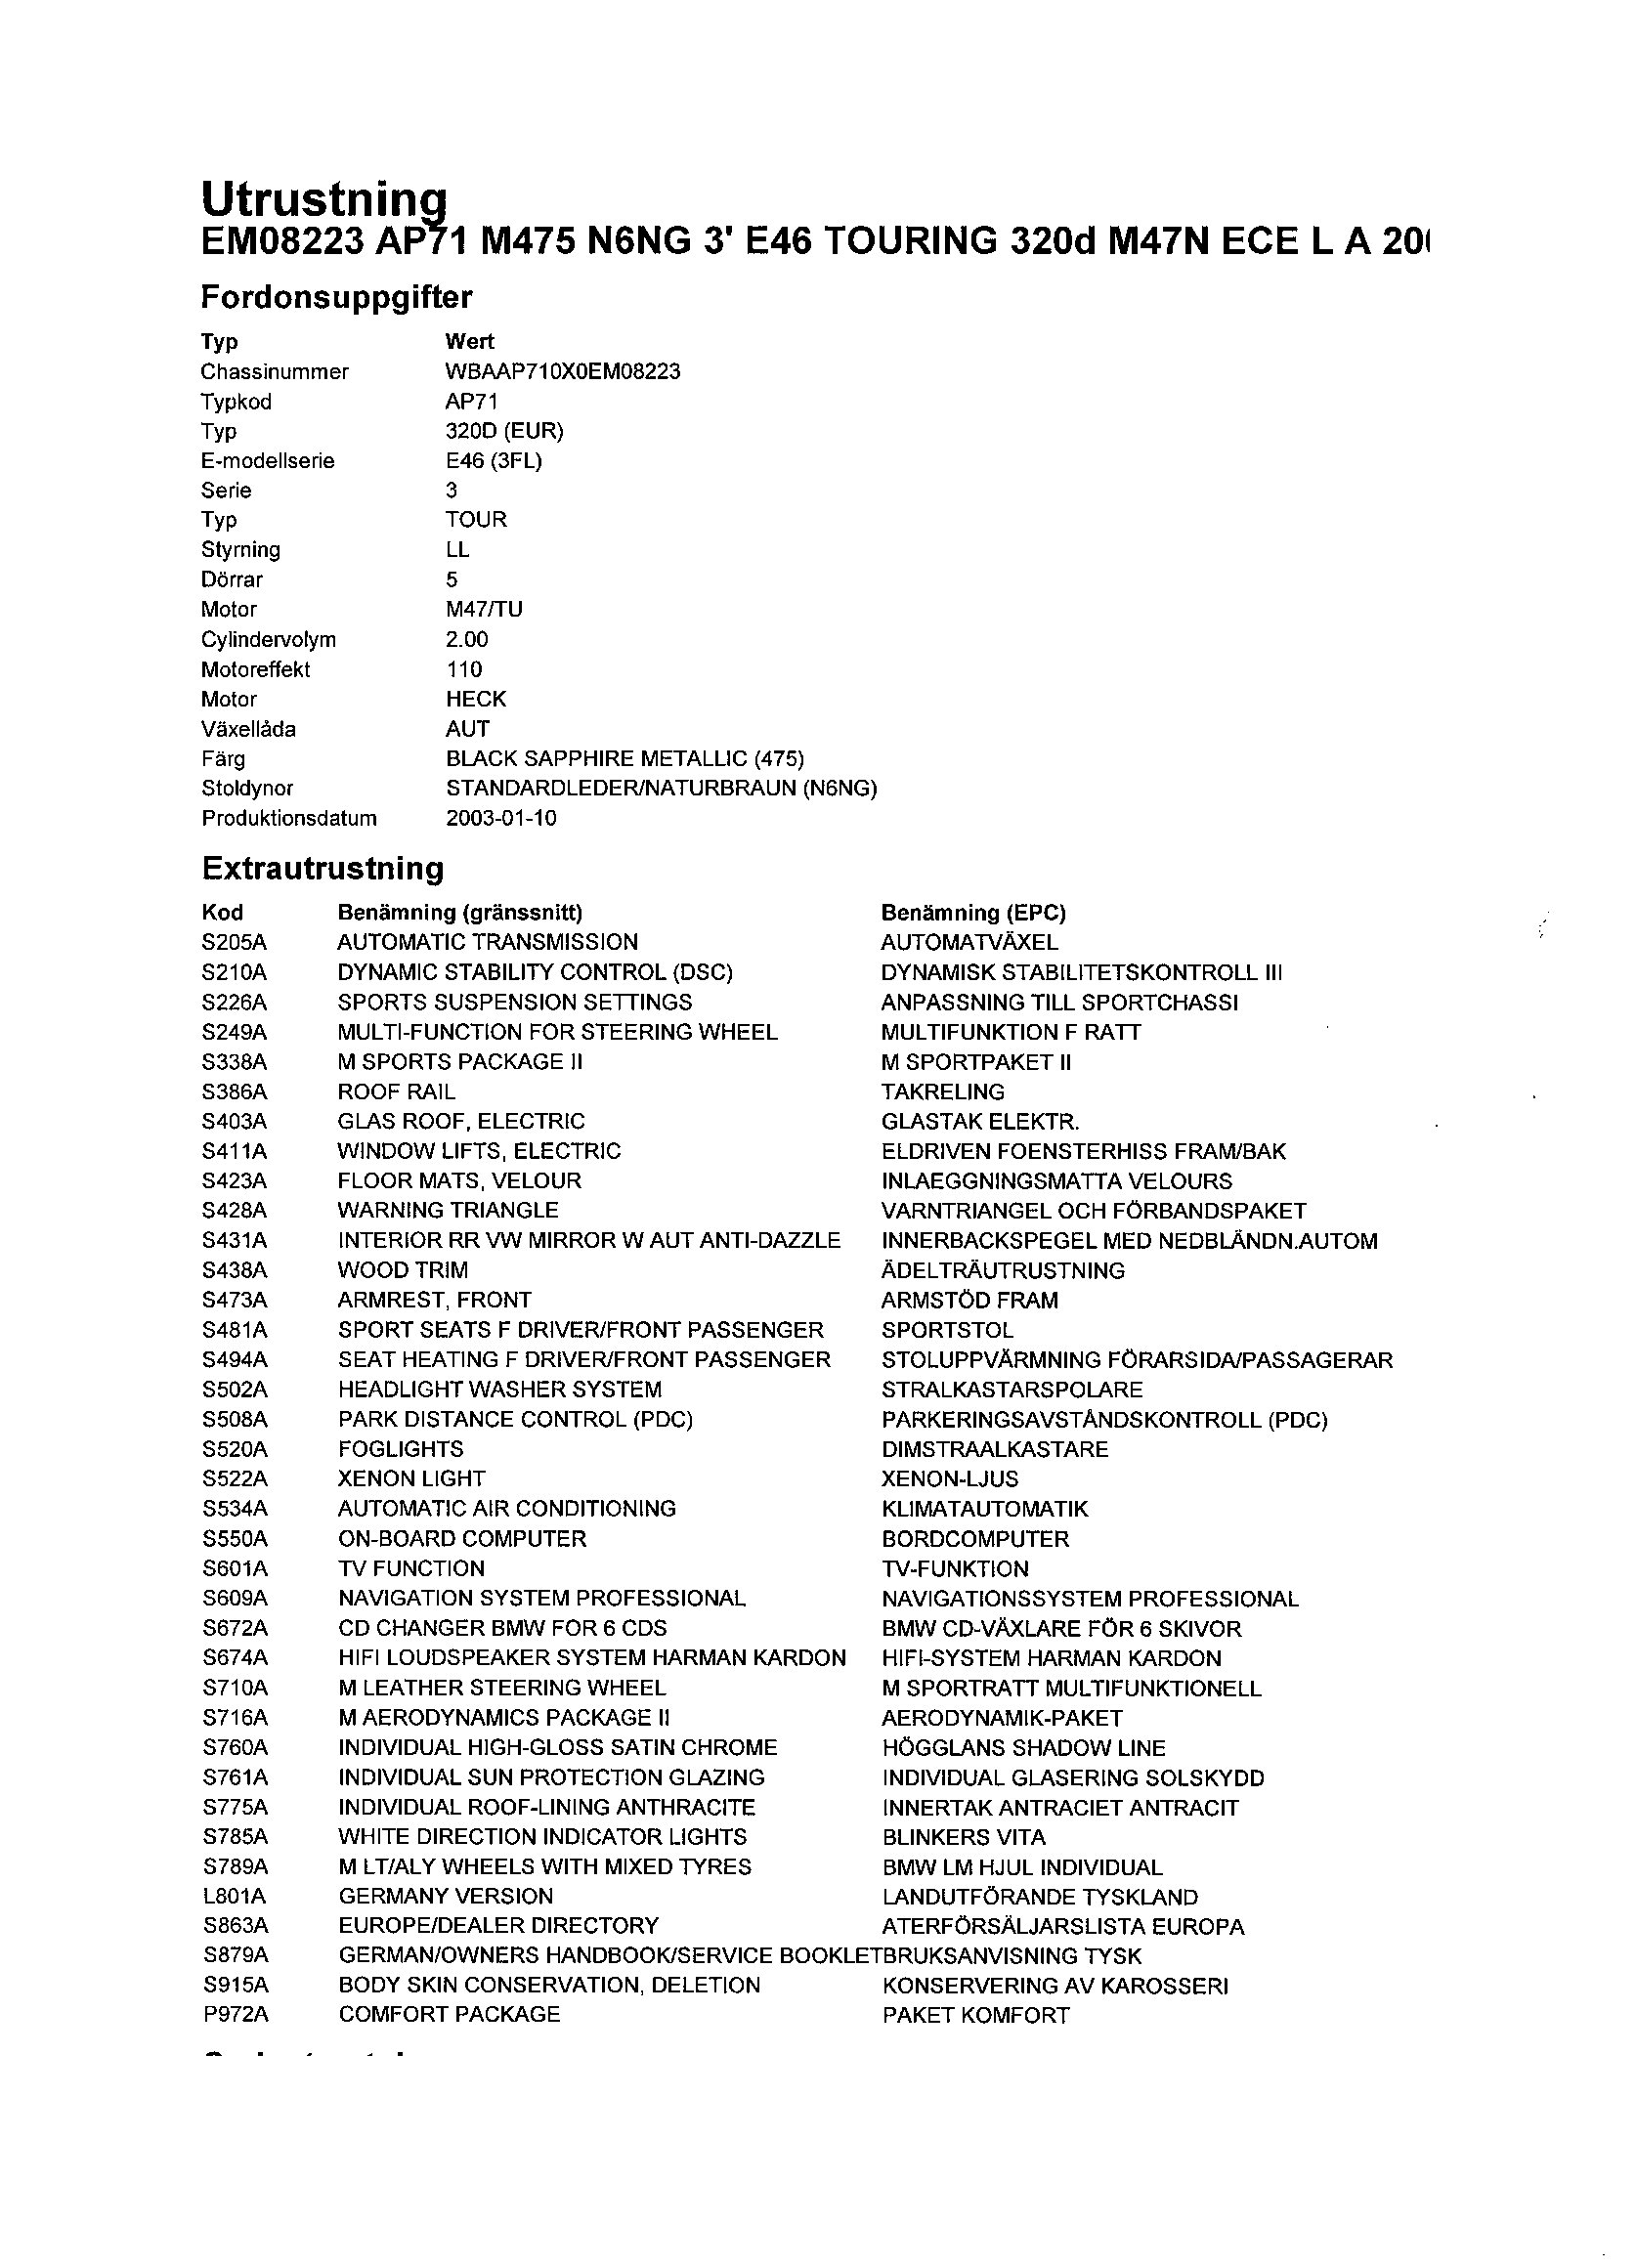 Utrustning
EM08223 AP71 M475 N6NG 3' E46 TOURING 320d M47N ECE L A
Fordonsuppgifter
Typ Wert
Chassinummer WBAAP710X0EM08223
Typkod AP71
Typ 320D (EUR)
E-modellserie E46 (3FL)
Serie 3
Typ TOUR
Styrning LL
Dörrar 5
Motor M47/TU
Cylindervolym 2.00
Motoreffekt 110
Motor HECK
Växellåda AUT
Färg BLACK SAPPHIRE METALLIC (475)
Stoldynor STANDARDLEDER/NATURBRAUN (N6NG)
Produktionsdatum 2003-01-10
Extrautrustning
Kod Benämning (gränssnitt) Benämning (EPC)
S205A AUTOMATIC TRANSMISSION AUTOMATVÄXEL
S210A DYNAMIC STABILITY CONTROL (DSC) DYNAMISK STABILITETSKONTROLL III
S226A SPORTS SUSPENSION SETTINGS ANPASSNING TILL SPORTCHASSI
S249A MULTI-FUNCTION FOR STEERING WHEEL MULTIFUNKTION F RATT
S338A M SPORTS PACKAGE II M SPORTPAKET II
S386A ROOF RAIL TAKRELING
S403A GLAS ROOF, ELECTRIC GLASTAK ELEKTR.
S411A WINDOW LIFTS, ELECTRIC ELDRIVEN FOENSTERHISS FRAM/BAK
S423A FLOOR MATS, VELOUR INLAEGGNINGSMATTA VELOURS
S428A WARNING TRIANGLE VARNTRIANGEL OCH FÖRBANDSPAKET
S431A INTERIOR RR VW MIRROR W AUT ANTI-DAZZLE INNERBACKSPEGEL MED NEDBLÄNDN.AUTOM
S438A WOOD TRIM ÄDELTRÄUTRUSTNING
S473A ARMREST, FRONT ARMSTÖD FRAM
S481A SPORT SEATS F DRIVER/FRONT PASSENGER SPORTSTOL
S494A SEAT HEATING F DRIVER/FRONT PASSENGER STOLUPPVÄRMNING FÖRARSIDA/PASSAGERAR
S502A HEADLIGHT WASHER SYSTEM STRALKASTARSPOLARE
S508A PARK DISTANCE CONTROL (PDC) PARKERINGSAVSTÅNDSKONTROLL (PDC)
S520A FOGLIGHTS DIMSTRAALKASTARE
S522A XENON LIGHT XENON-LJUS
S534A AUTOMATIC AIR CONDITIONING KLIMATAUTOMATIK
S550A ON-BOARD COMPUTER BORDCOMPUTER
S601A TV FUNCTION TV-FUNKTION
S609A NAVIGATION SYSTEM PROFESSIONAL NAVIGATIONSSYSTEM PROFESSIONAL
S672A CD CHANGER BMW FOR 6 CDS BMW CD-VÄXLARE FÖR 6 SKIVOR
S674A HIFI LOUDSPEAKER SYSTEM HARMAN KARDON HIFI-SYSTEM HARMAN KARDON
S710A M LEATHER STEERING WHEEL M SPORTRATT MULTIFUNKTIONELL
S716A M AERODYNAMICS PACKAGE II AERODYNAMIK-PAKET
S760A INDIVIDUAL HIGH-GLOSS SATIN CHROME HÖGGLANS SHADOW LINE
S761A INDIVIDUAL SUN PROTECTION GLAZING INDIVIDUAL GLASERING SOLSKYDD
S775A INDIVIDUAL ROOF-LINING ANTHRACITE INNERTAK ANTRACIET ANTRACIT
S785A WHITE DIRECTION INDICATOR LIGHTS BLINKERS VITA
S789A M LT/ALY WHEELS WITH MIXED TYRES BMW LM HJUL INDIVIDUAL
L801A GERMANY VERSION LANDUTFÖRANDE TYSKLAND
S863A EUROPE/DEALER DIRECTORY ATERFÖRSÄLJARSLISTA EUROPA
S879A GERMAN/OWNERS HANDBOOK/SERVICE BOOKLETBRUKSANVISNING TYSK
S915A BODY SKIN CONSERVATION, DELETION KONSERVERING AV KAROSSERI
P972A COMFORT PACKAGE PAKET KOMFORT